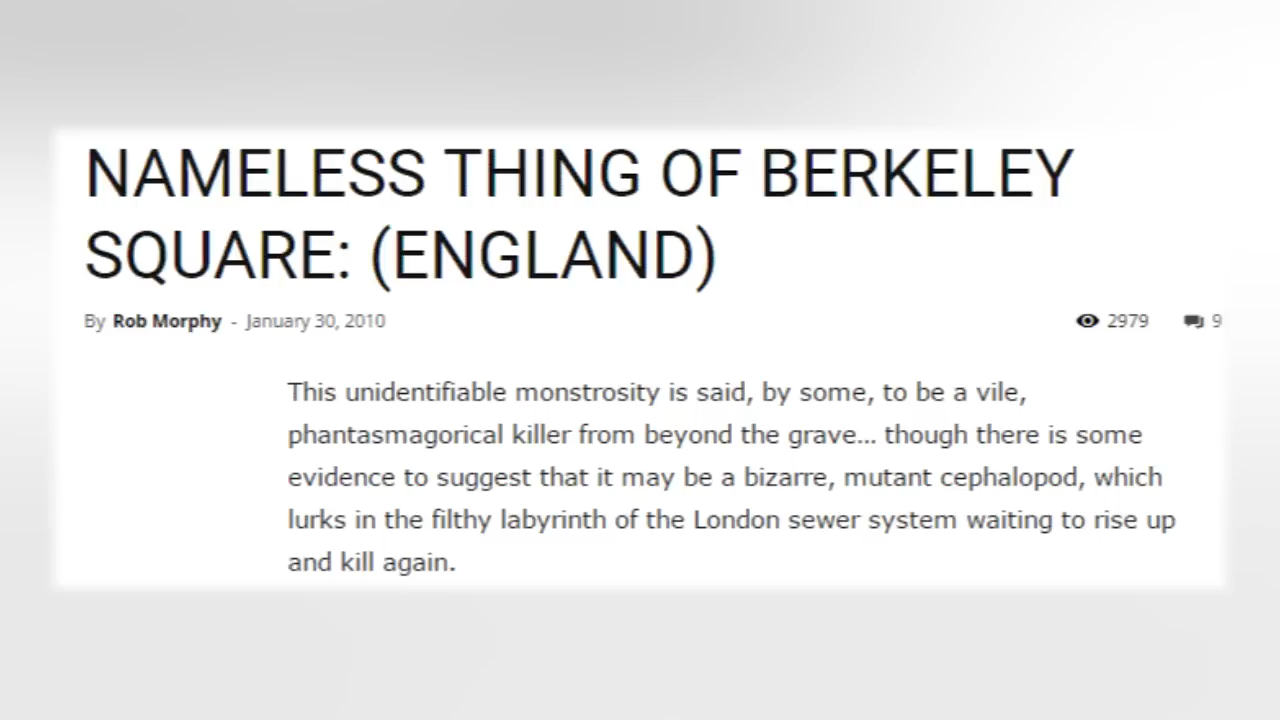 NAMELESS THING OF BERKELEY
SQUARE: (ENGLAND)
By Rob Morphy - January 30, 2010 2979 9
This unidentifiable monstrosity is said, by some, to be a vile,
phantasmagorical killer from beyond the grave... though there is some
evidence to suggest that it may be a bizarre, mutant cephalopod, which
lurks in the filthy labyrinth of the London sewer system waiting to rise up
and kill again.